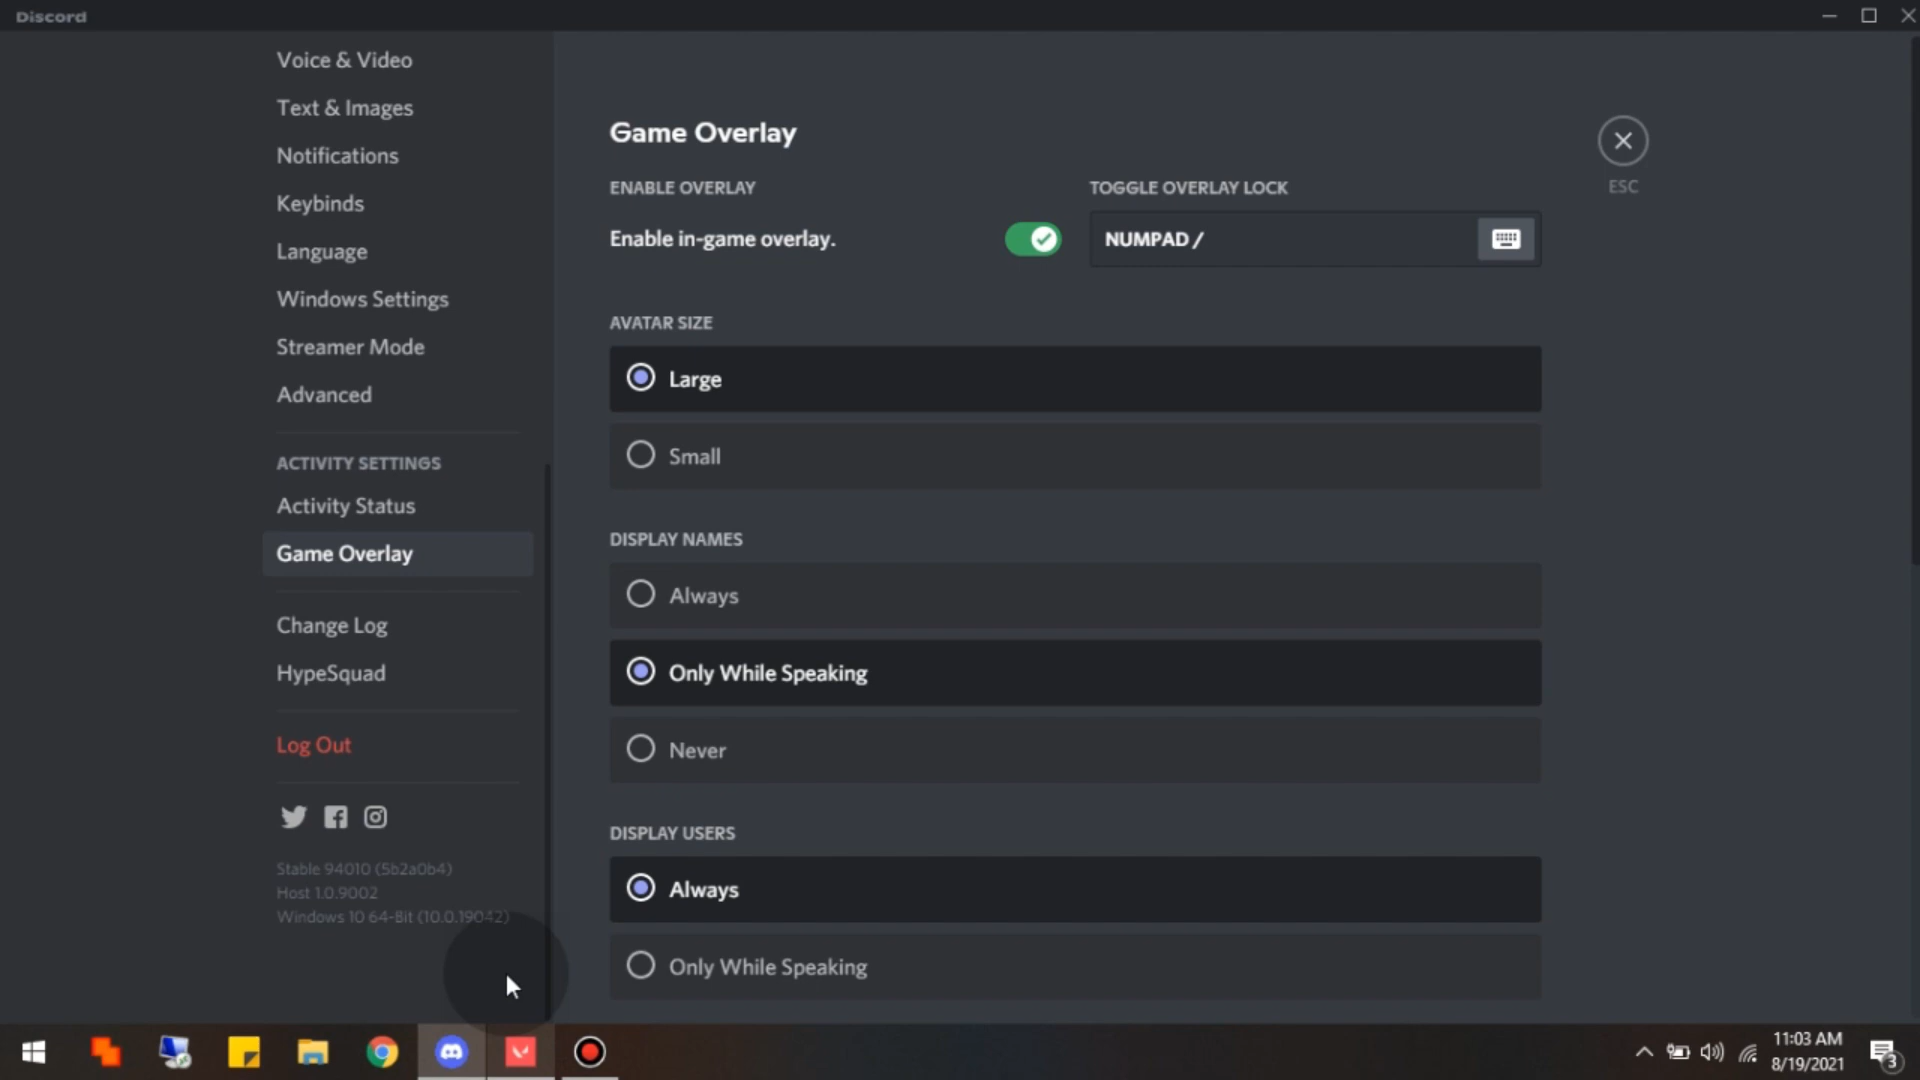 Discord
Voice & Video
Text & Images
Notifications
Keybinds
Language
Windows Settings
Streamer Mode
Advanced
ACTIVITY SETTINGS
Activity Status
Game Overlay
Change Log
HypeSquad
Log Out
Stable 94010 (5b2a0b4)
Host 1.0.9002
Windows 10 64-Bit (10.0.19042)
Game Overlay
ENABLE OVERLAY
Enable in-game overlay.
TOGGLE OVERLAY LOCK
NUMPAD /
ESC
AVATAR SIZE
Large
Small
DISPLAY NAMES
Always
Only While Speaking
Never
DISPLAY USERS
Always
Only While Speaking
11:03 AM
8/19/2021
3